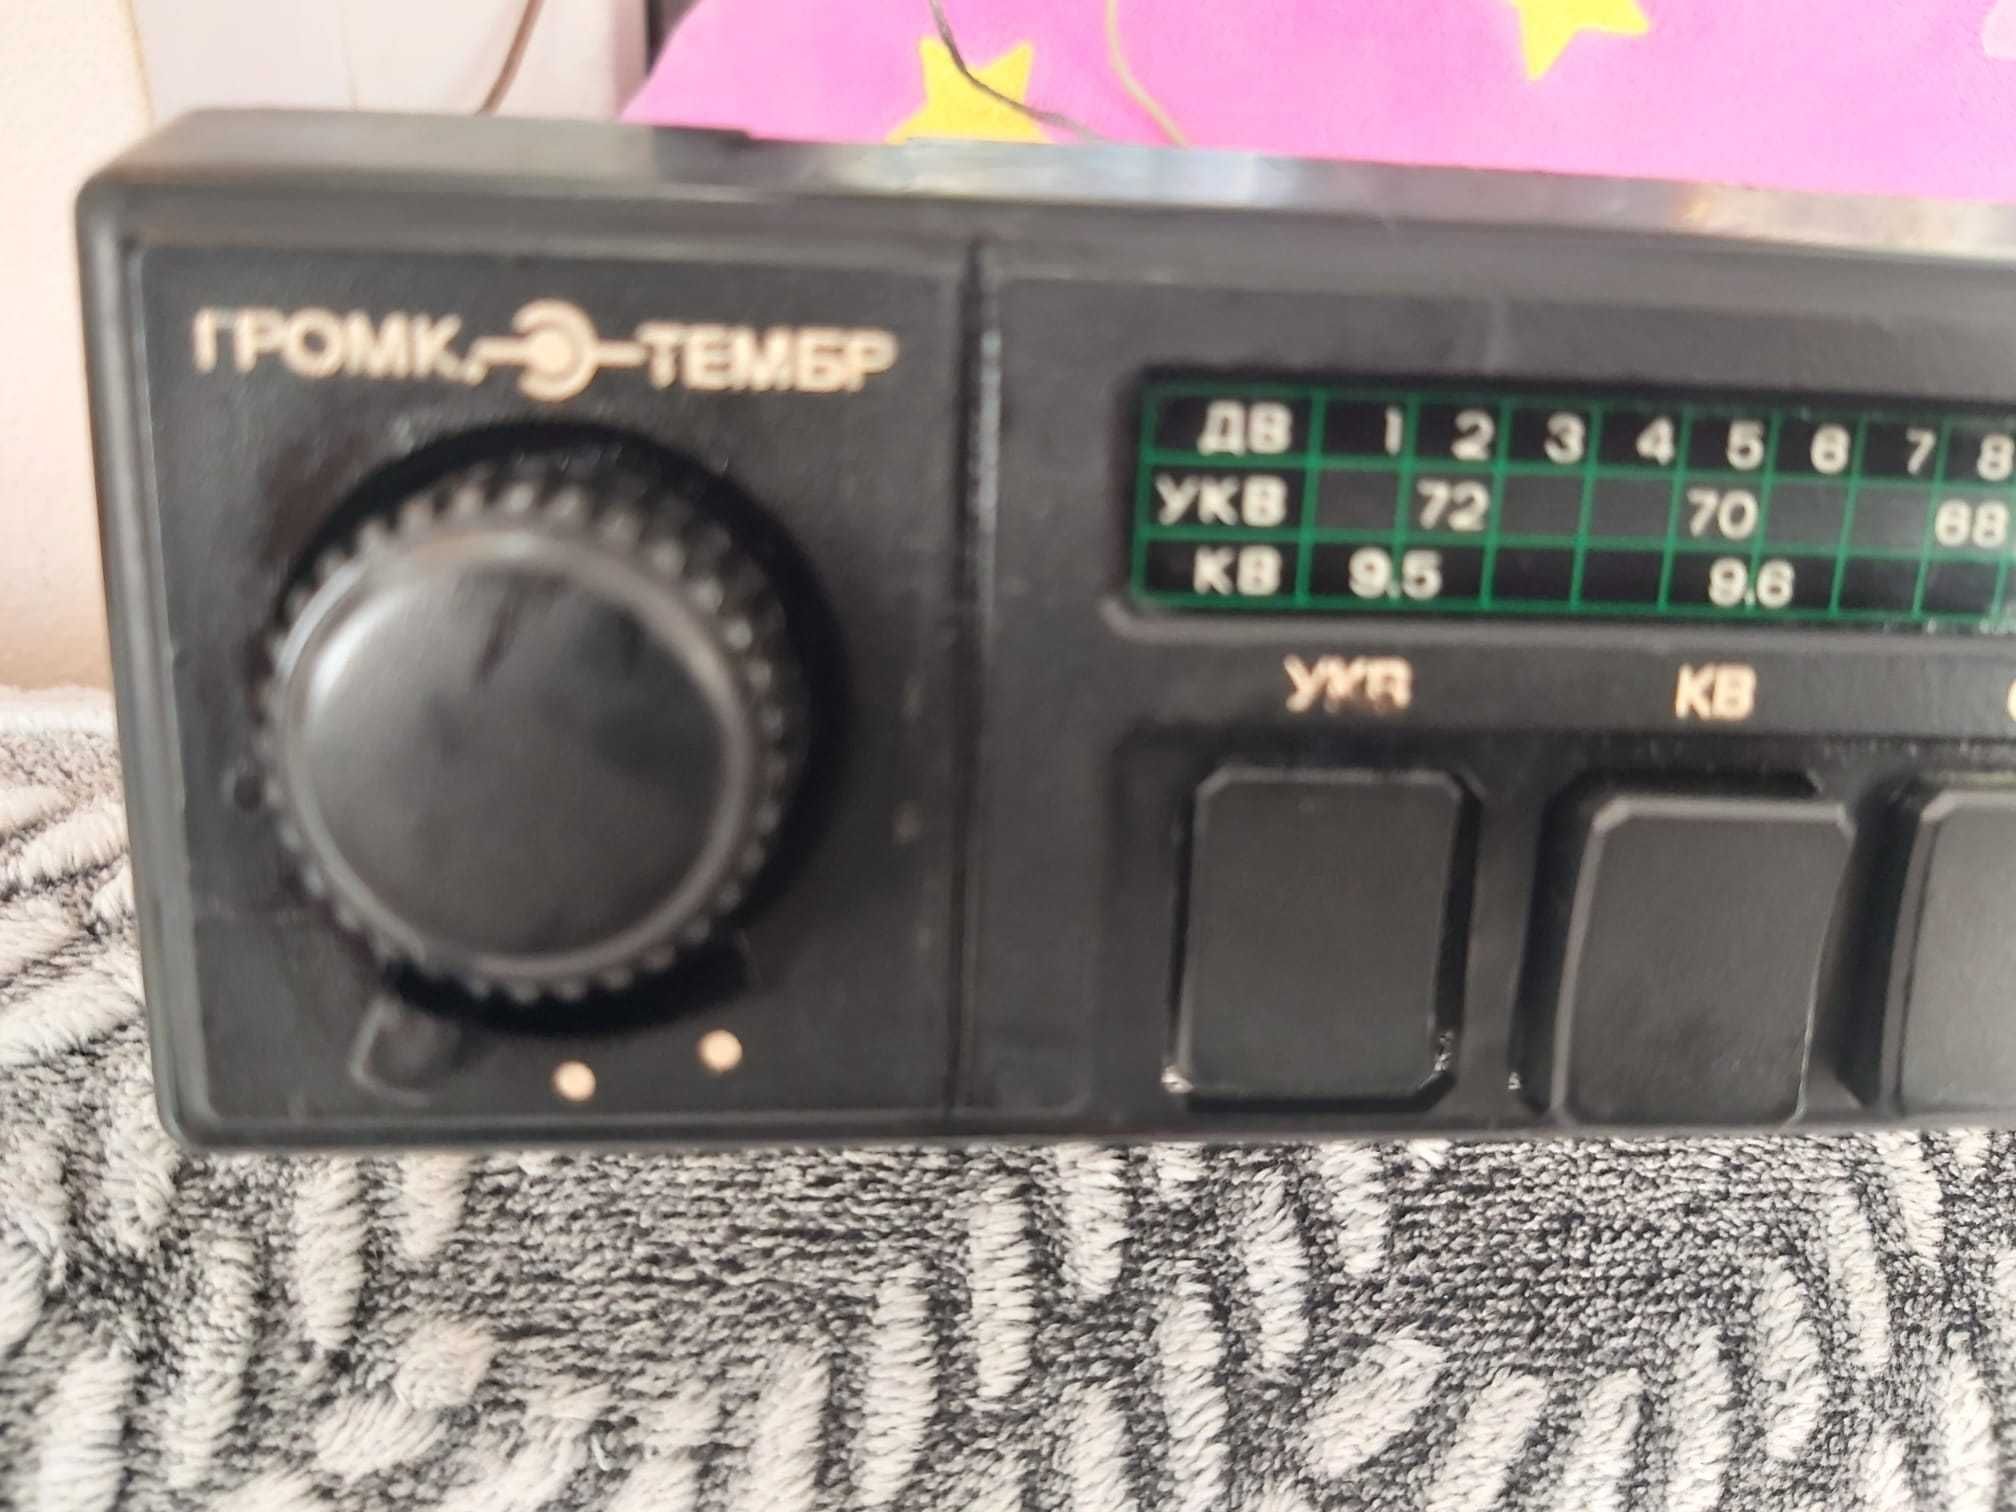 ГРОМК. ТЕМБР
ДВ 1 2 3 4 5 6 7 8
УКВ 72 70 68
КВ 9.5 9.6
УКВ КВ